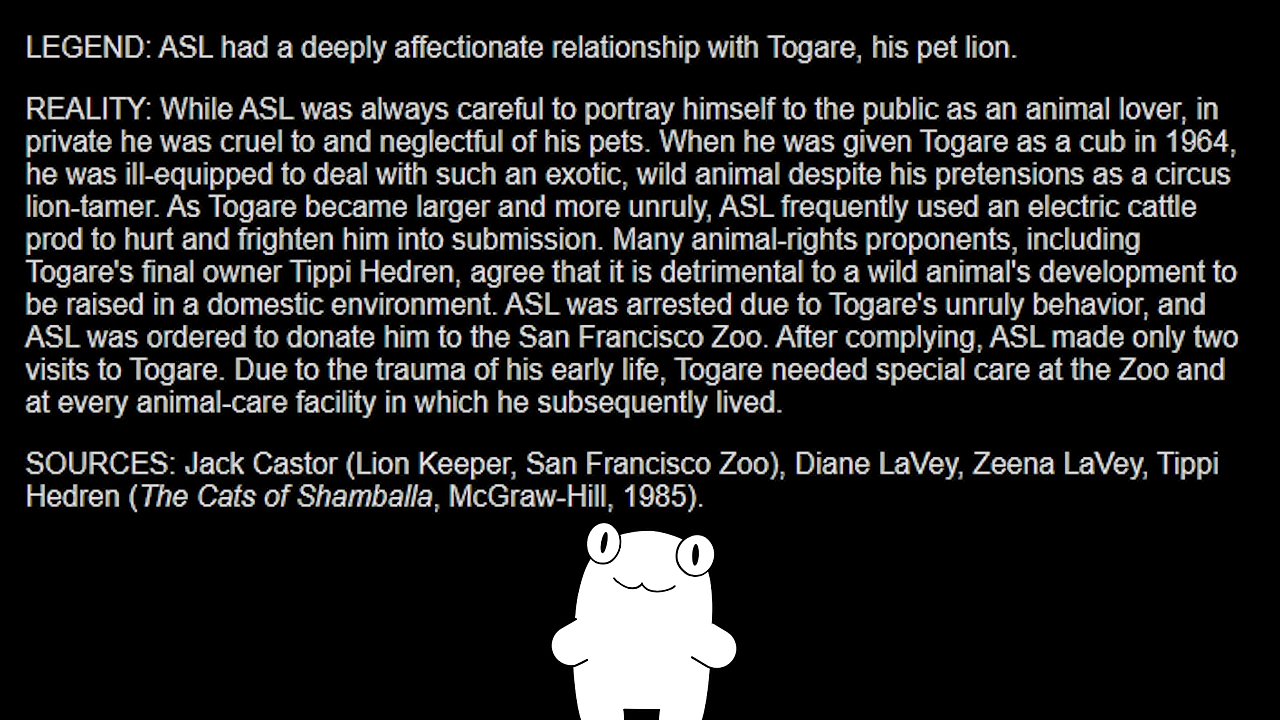 LEGEND: ASL had a deeply affectionate relationship with Togare, his pet lion.
REALITY: While ASL was always careful to portray himself to the public as an animal lover, in
private he was cruel to and neglectful of his pets. When he was given Togare as a cub in 1964,
he was ill-equipped to deal with such an exotic, wild animal despite his pretensions as a circus
lion-tamer. As Togare became larger and more unruly, ASL frequently used an electric cattle
prod to hurt and frighten him into submission. Many animal-rights proponents, including
Togare's final owner Tippi Hedren, agree that it is detrimental to a wild animal's development to
be raised in a domestic environment. ASL was arrested due to Togare's unruly behavior, and
ASL was ordered to donate him to the San Francisco Zoo. After complying, ASL made only two
visits to Togare. Due to the trauma of his early life, Togare needed special care at the Zoo and
at every animal-care facility in which he subsequently lived.
SOURCES: Jack Castor (Lion Keeper, San Francisco Zoo), Diane LaVey, Zeena LaVey, Tippi
Hedren (The Cats of Shamballa, McGraw-Hill, 1985).